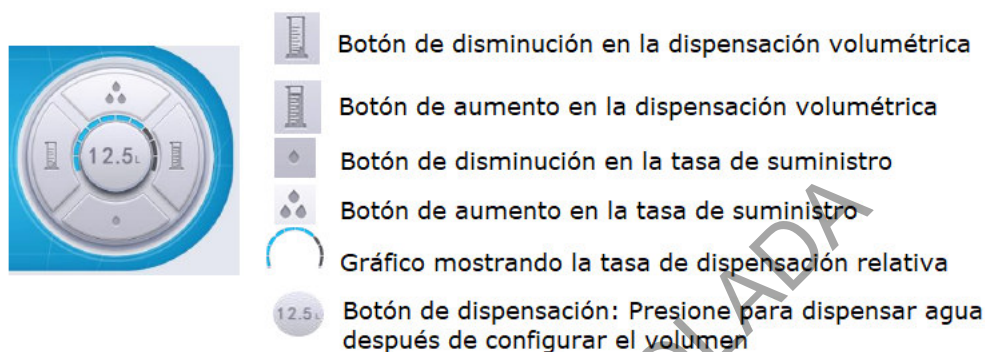 Botón de disminución en la dispensación volumétrica
Botón de aumento en la dispensación volumétrica
12.5L
Botón de disminución en la tasa de suministro
Botón de aumento en la tasa de suministro
Gráfico mostrando la tasa de dispensación relativa
12.5L
Botón de dispensación: Presione para dispensar agua
después de configurar el volumen